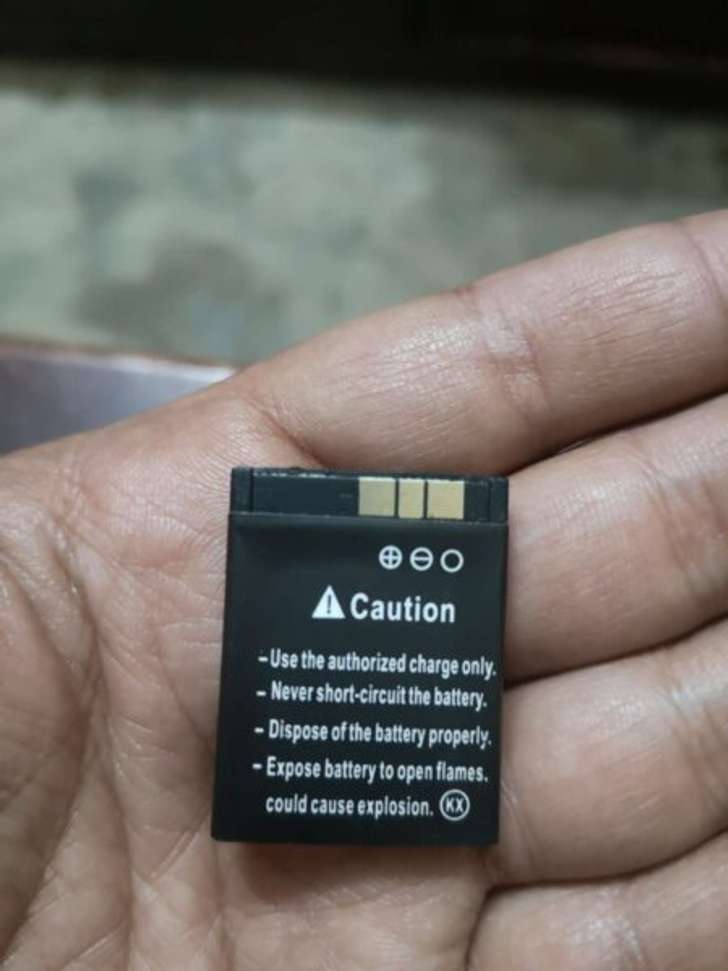 ⊕ ⊖ ○
⚠ Caution
- Use the authorized charge only.
- Never short-circuit the battery.
- Dispose of the battery properly.
- Expose battery to open flames.
could cause explosion. KX